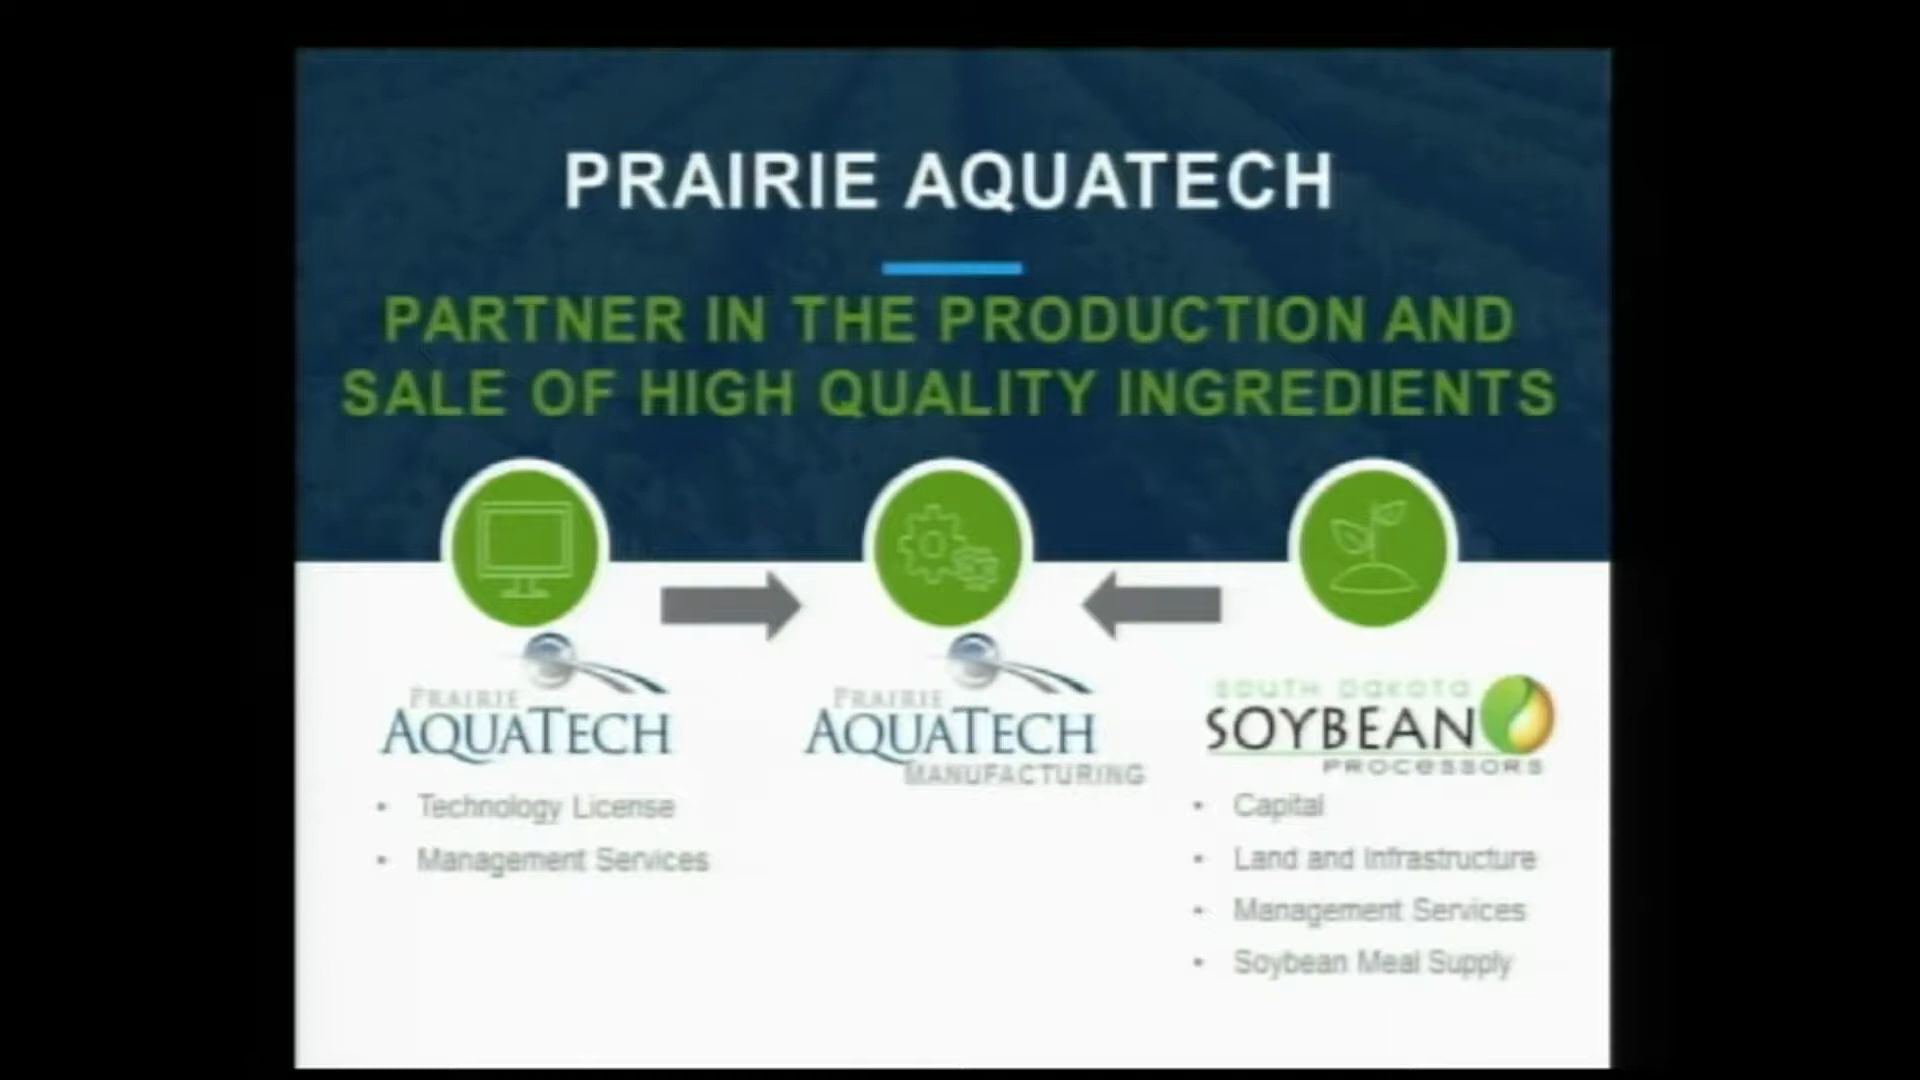 PRAIRIE AQUATECH
PARTNER IN THE PRODUCTION AND
SALE OF HIGH QUALITY INGREDIENTS
PRAIRIE
AQUATECH
• Technology License
• Management Services
PRAIRIE
AQUATECH
MANUFACTURING
SOUTH DAKOTA
SOYBEAN
PROCESSORS
• Capital
• Land and Infrastructure
• Management Services
• Soybean Meal Supply